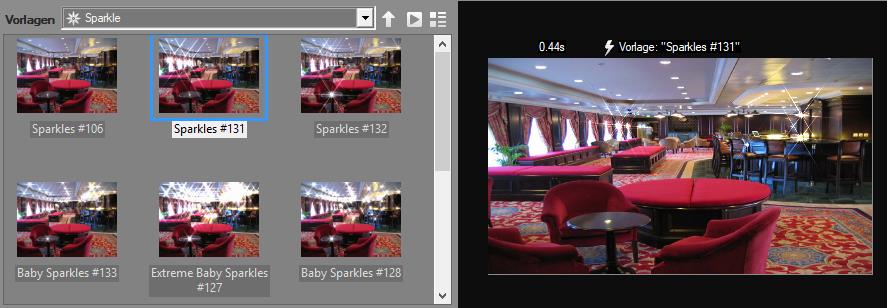 Vorlagen Sparkle
Sparkles #106
Sparkles #131
Sparkles #132
Baby Sparkles #133
Extreme Baby Sparkles
#127
Baby Sparkles #128
0.44s Vorlage: "Sparkles #131"